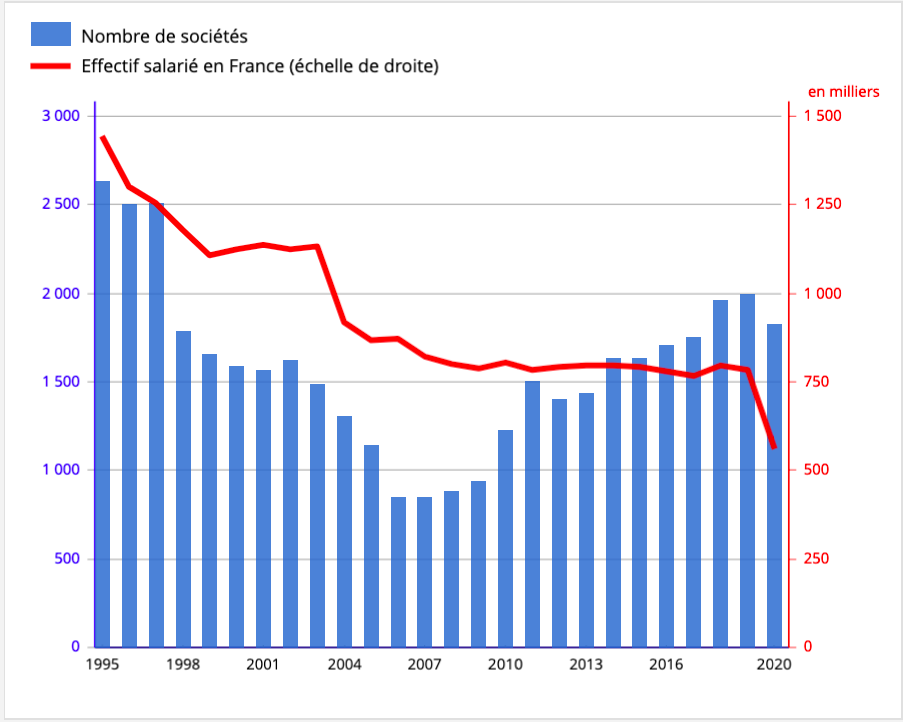 Nombre de sociétés
Effectif salarié en France (échelle de droite)
en milliers
3 000 1 500
2 500 1 250
2 000 1 000
1 500 750
1 000 500
500 250
0 0
1995 1998 2001 2004 2007 2010 2013 2016 2020